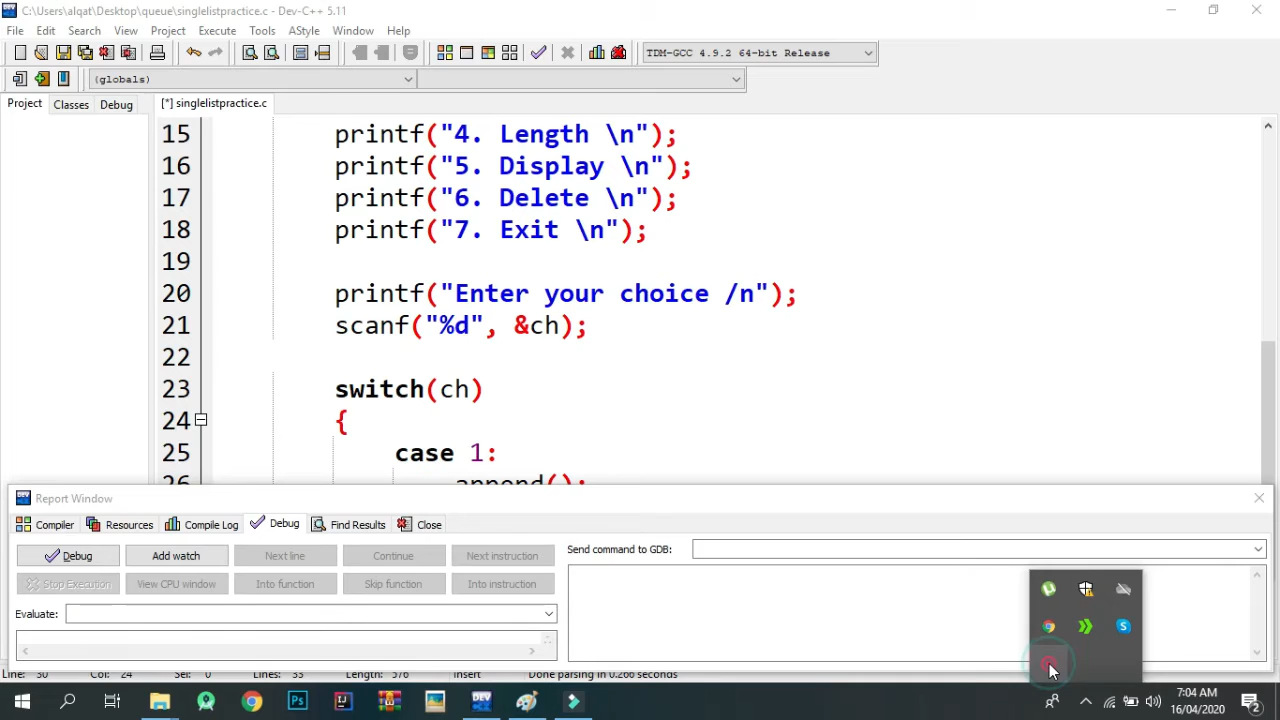 C:\Users\alqat\Desktop\queue\singlelistpractice.c - Dev-C++ 5.11
File Edit Search View Project Execute Tools AStyle Window Help
TDM-GCC 4.9.2 64-bit Release
(globals)
Project Classes Debug [*] singlelistpractice.c
15 printf("4. Length \n");
16 printf("5. Display \n");
17 printf("6. Delete \n");
18 printf("7. Exit \n");
19
20 printf("Enter your choice /n");
21 scanf("%d", &ch);
22
23 switch(ch)
24 {
25 case 1:
26 append();
Report Window
Compiler Resources Compile Log Debug Find Results Close
Debug Add watch Next line Continue Next instruction Send command to GDB:
Stop Execution View CPU window Into function Skip function Into instruction
Evaluate:
Line: 30 Col: 24 Sel: 0 Lines: 33 Length: 576 Insert Done parsing in 0.266 seconds
7:04 AM
16/04/2020